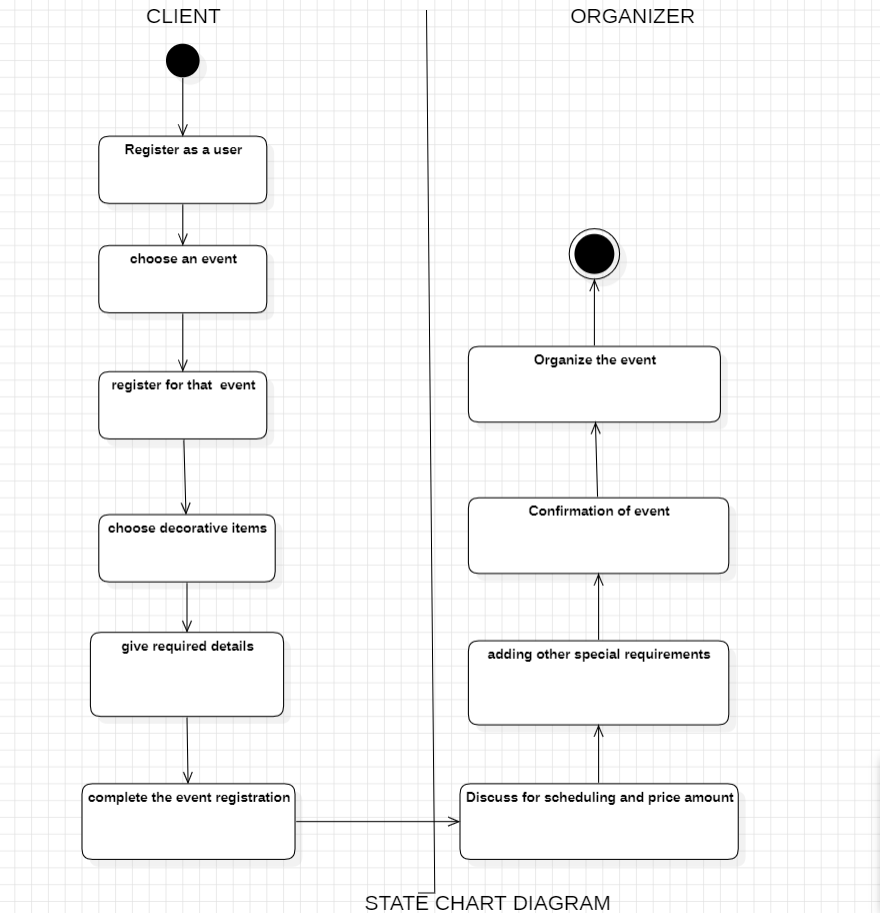 CLIENT
ORGANIZER
Register as a user
choose an event
register for that  event
choose decorative items
give required details
complete the event registration
Organize the event
Confirmation of event
adding other special requirements
Discuss for scheduling and price amount
STATE CHART DIAGRAM